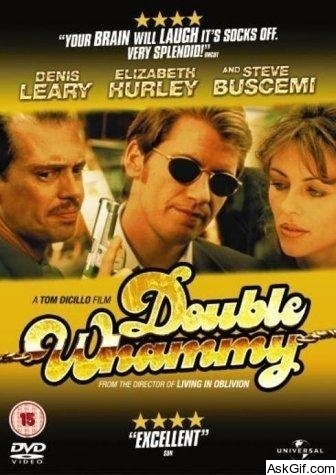 "YOUR BRAIN WILL LAUGH IT'S SOCKS OFF.
VERY SPLENDID!" UNCUT
DENIS LEARY
ELIZABETH HURLEY
AND STEVE BUSCEMI
A TOM DICILLO FILM
Double
Whammy
FROM THE DIRECTOR OF LIVING IN OBLIVION
15
"EXCELLENT"
SUN
DVD
VIDEO
UNIVERSAL
AskGif.com